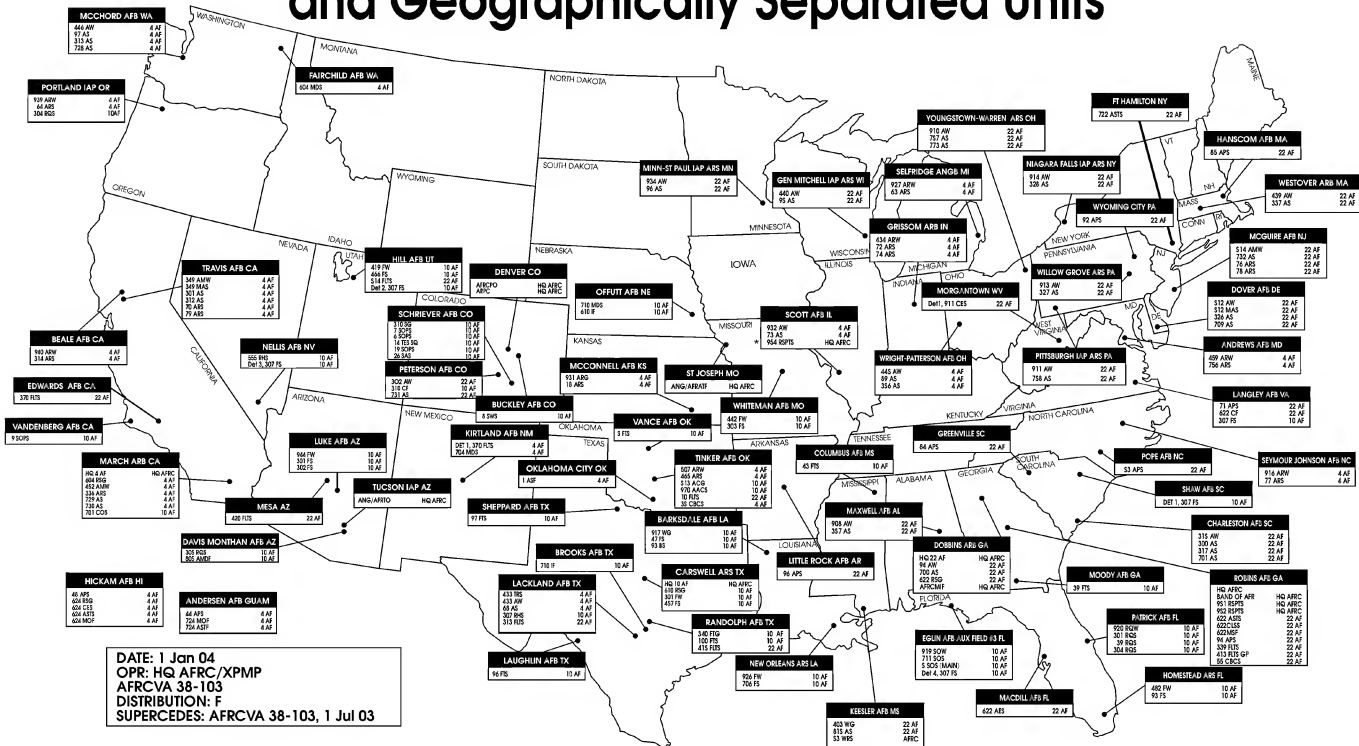 and Geographically Separated Units
MCCHORD AFB WA
446 AW 4 AF
97 AS 4 AF
313 AS 4 AF
728 AS 4 AF
WASHINGTON
MONTANA
FAIRCHILD AFB WA
604 MDS 4 AF
PORTLAND IAP OR
939 ARW 4 AF
64 ARS 4 AF
304 RQS 10AF
NORTH DAKOTA
MAINE
FT HAMILTON NY
722 ASTS 22 AF
YOUNGSTOWN-WARREN ARS OH
910 AW 22 AF
757 AS 22 AF
773 AS 22 AF
VT
HANSCOM AFB MA
85 APS 22 AF
SOUTH DAKOTA
MINN-ST PAUL IAP ARS MN
934 AW 22 AF
96 AS 22 AF
GEN MITCHELL IAP ARS WI
440 AW 22 AF
95 AS 22 AF
SELFRIDGE ANGB MI
927 ARW 4 AF
63 ARS 4 AF
NIAGARA FALLS IAP ARS NY
914 AW 22 AF
328 AS 22 AF
WESTOVER ARB MA
439 AW 22 AF
337 AS 22 AF
NH
MASS
CONN
RI
WYOMING
OREGON
WYOMING CITY PA
92 APS 22 AF
MINNESOTA
GRISSOM ARB IN
434 ARW 4 AF
72 ARS 4 AF
74 ARS 4 AF
NEW YORK
PENNSYLVANIA
NJ
MCGUIRE AFB NJ
514 AMW 22 AF
732 AS 22 AF
76 ARS 22 AF
78 ARS 22 AF
NEVADA
IDAHO
UTAH
NEBRASKA
IOWA
WISCONSIN
ILLINOIS
MICHIGAN
INDIANA
OHIO
TRAVIS AFB CA
349 AMW 4 AF
349 MAS 4 AF
301 AS 4 AF
312 AS 4 AF
70 ARS 4 AF
79 ARS 4 AF
HILL AFB UT
419 FW 10 AF
466 FS 10 AF
514 FLTS 22 AF
Det 2, 307 FS 10 AF
DENVER CO
AFRCPO HQ AFRC
ARPC HQ AFRC
COLORADO
OFFUTT AFB NE
710 MDS 4 AF
610 IF 10 AF
MORGANTOWN WV
Det1, 911 CES 22 AF
WILLOW GROVE ARS PA
913 AW 22 AF
327 AS 22 AF
DOVER AFB DE
512 AW 22 AF
512 MAS 22 AF
326 AS 22 AF
709 AS 22 AF
MD
DE
SCHRIEVER AFB CO
310 SG 10 AF
7 SOPS 10 AF
6 SOPS 10 AF
14 TES SQ 10 AF
19 SOPS 10 AF
26 SAS 10 AF
MISSOURI
KANSAS
*
SCOTT AFB IL
932 AW 4 AF
73 AS 4 AF
954 RSPTS HQ AFRC
WEST VIRGINIA
BEALE AFB CA
940 ARW 4 AF
314 ARS 4 AF
CALIFORNIA
NELLIS AFB NV
555 RHS 10 AF
Det 3, 307 FS 10 AF
WRIGHT-PATTERSON AFB OH
445 AW 4 AF
89 AS 4 AF
356 AS 4 AF
PITTSBURGH IAP ARS PA
911 AW 22 AF
758 AS 22 AF
ANDREWS AFB MD
459 ARW 4 AF
756 ARS 4 AF
PETERSON AFB CO
302 AW 22 AF
310 CF 10 AF
731 AS 22 AF
MCCONNELL AFB KS
931 ARG 4 AF
18 ARS 4 AF
ST JOSEPH MO
ANG/AFRATF HQ AFRC
EDWARDS AFB CA
370 FLTS 22 AF
LANGLEY AFB VA
71 APS 22 AF
622 CF 22 AF
307 FS 10 AF
ARIZONA
NEW MEXICO
BUCKLEY AFB CO
8 SWS 10 AF
WHITEMAN AFB MO
442 FW 10 AF
303 FS 10 AF
KENTUCKY
VIRGINIA
NORTH CAROLINA
VANDENBERG AFB CA
9 SOPS 10 AF
OKLAHOMA
TEXAS
VANCE AFB OK
5 FTS 10 AF
ARKANSAS
TENNESSEE
GREENVILLE SC
84 APS 22 AF
KIRTLAND AFB NM
DET 1, 370 FLTS 4 AF
704 MDS 4 AF
LUKE AFB AZ
944 FW 10 AF
301 FS 10 AF
302 FS 10 AF
COLUMBUS AFB MS
43 FTS 10 AF
POPE AFB NC
53 APS 22 AF
SEYMOUR JOHNSON AFB NC
916 ARW 4 AF
77 ARS 4 AF
MARCH ARB CA
HQ 4 AF HQ AFRC
604 RSG 4 AF
452 AMW 4 AF
336 ARS 4 AF
729 AS 4 AF
730 AS 4 AF
701 COS 10 AF
TINKER AFB OK
507 ARW 4 AF
465 ARS 4 AF
513 ACG 10 AF
970 AACS 10 AF
10 FLTS 22 AF
35 CBCS 4 AF
OKLAHOMA CITY OK
1 ASF 4 AF
SOUTH CAROLINA
GEORGIA
ALABAMA
MISSISSIPPI
TUCSON IAP AZ
ANG/AFRTO HQ AFRC
SHAW AFB SC
DET 1, 307 FS 10 AF
MESA AZ
420 FLTS 22 AF
SHEPPARD AFB TX
97 FTS 10 AF
MAXWELL AFB AL
908 AW 22 AF
357 AS 22 AF
BARKSDALE AFB LA
917 WG 10 AF
47 FS 10 AF
93 BS 10 AF
CHARLESTON AFB SC
315 AW 22 AF
300 AS 22 AF
317 AS 22 AF
701 AS 22 AF
DAVIS MONTHAN AFB AZ
305 RQS 10 AF
805 AMDF 10 AF
LOUISIANA
DOBBINS ARB GA
HQ 22 AF HQ AFRC
94 AW 22 AF
700 AS 22 AF
622 RSG 22 AF
AFRCMEF HQ AFRC
BROOKS AFB TX
710 IF 10 AF
LITTLE ROCK AFB AR
96 APS 22 AF
MOODY AFB GA
39 FTS 10 AF
HICKAM AFB HI
48 APS 4 AF
624 RSG 4 AF
624 CES 4 AF
624 ASTS 4 AF
624 MOF 4 AF
ANDERSEN AFB GUAM
44 APS 4 AF
724 MOF 4 AF
724 ASTF 4 AF
LACKLAND AFB TX
433 TRS 4 AF
433 AW 4 AF
68 AS 4 AF
307 RHS 10 AF
313 FLTS 22 AF
CARSWELL ARS TX
HQ 10 AF HQ AFRC
610 RSG 10 AF
301 FW 10 AF
457 FS 10 AF
ROBINS AFB GA
HQ AFRC
BAND OF AFR HQ AFRC
951 RSPTS HQ AFRC
952 RSPTS HQ AFRC
622 ASTS 22 AF
622CLSS 22 AF
622MSF 22 AF
94 APS 22 AF
339 FLTS 22 AF
413 FLTS GP 22 AF
55 CBCS 22 AF
FLORIDA
RANDOLPH AFB TX
340 FTG 10 AF
100 FTS 10 AF
415 FLTS 22 AF
PATRICK AFB FL
920 RQW 10 AF
301 RQS 10 AF
39 RQS 10 AF
304 RQS 10 AF
EGLIN AFB AUX FIELD #3 FL
919 SOW 10 AF
711 SOS 10 AF
5 SOS (MAIN) 10 AF
Det 4, 307 FS 10 AF
LAUGHLIN AFB TX
96 FTS 10 AF
NEW ORLEANS ARS LA
926 FW 10 AF
706 FS 10 AF
HOMESTEAD ARS FL
482 FW 10 AF
93 FS 10 AF
MACDILL AFB FL
622 AES 22 AF
KEESLER AFB MS
403 WG 22 AF
815 AS 22 AF
53 WRS AFRC
DATE: 1 Jan 04
OPR: HQ AFRC/XPMP
AFRCVA 38-103
DISTRIBUTION: F
SUPERCEDES: AFRCVA 38-103, 1 Jul 03